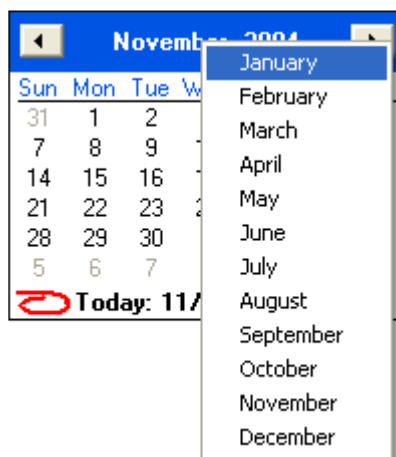 November, 2004
January
February
March
April
May
June
July
August
September
October
November
December
Sun Mon Tue
31 1 2
7 8 9
14 15 16
21 22 23
28 29 30
5 6 7
Today: 11/